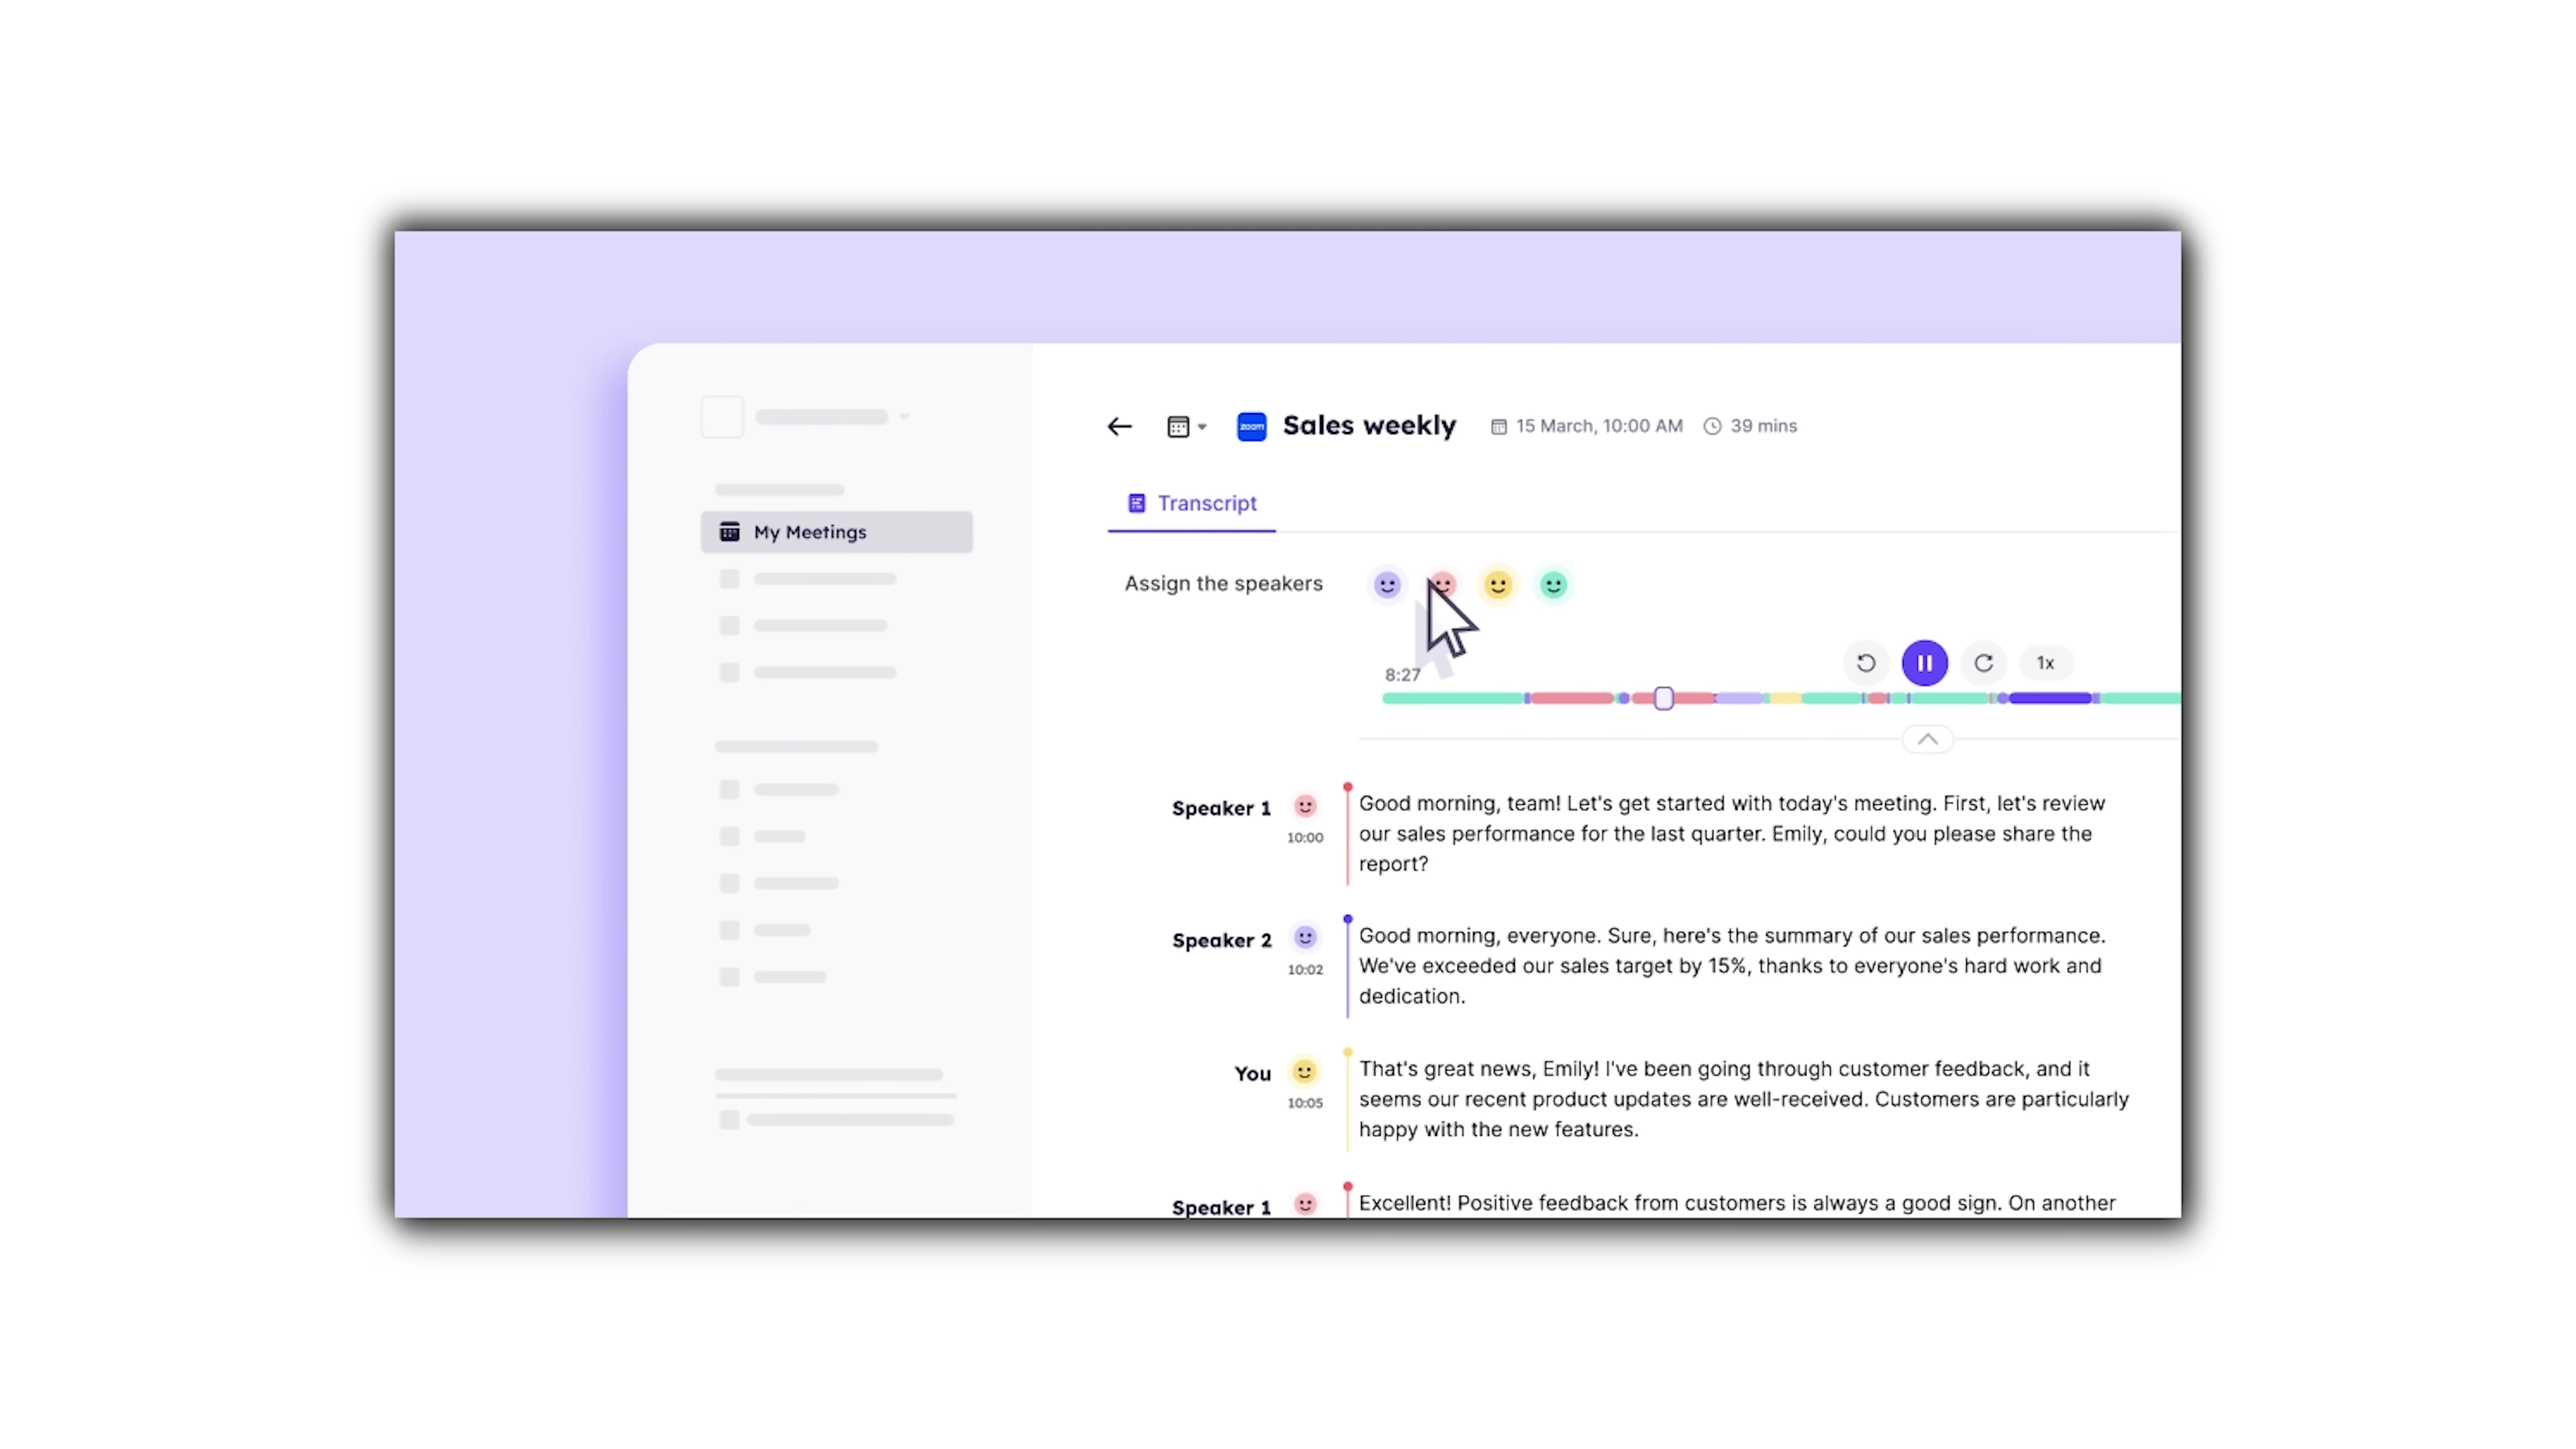 zoom
Sales weekly
15 March, 10:00 AM
39 mins
Transcript
My Meetings
Assign the speakers
8:27
1x
Speaker 1
10:00
Good morning, team! Let's get started with today's meeting. First, let's review
our sales performance for the last quarter. Emily, could you please share the
report?
Speaker 2
10:02
Good morning, everyone. Sure, here's the summary of our sales performance.
We've exceeded our sales target by 15%, thanks to everyone's hard work and
dedication.
You
10:05
That's great news, Emily! I've been going through customer feedback, and it
seems our recent product updates are well-received. Customers are particularly
happy with the new features.
Speaker 1
Excellent! Positive feedback from customers is always a good sign. On another